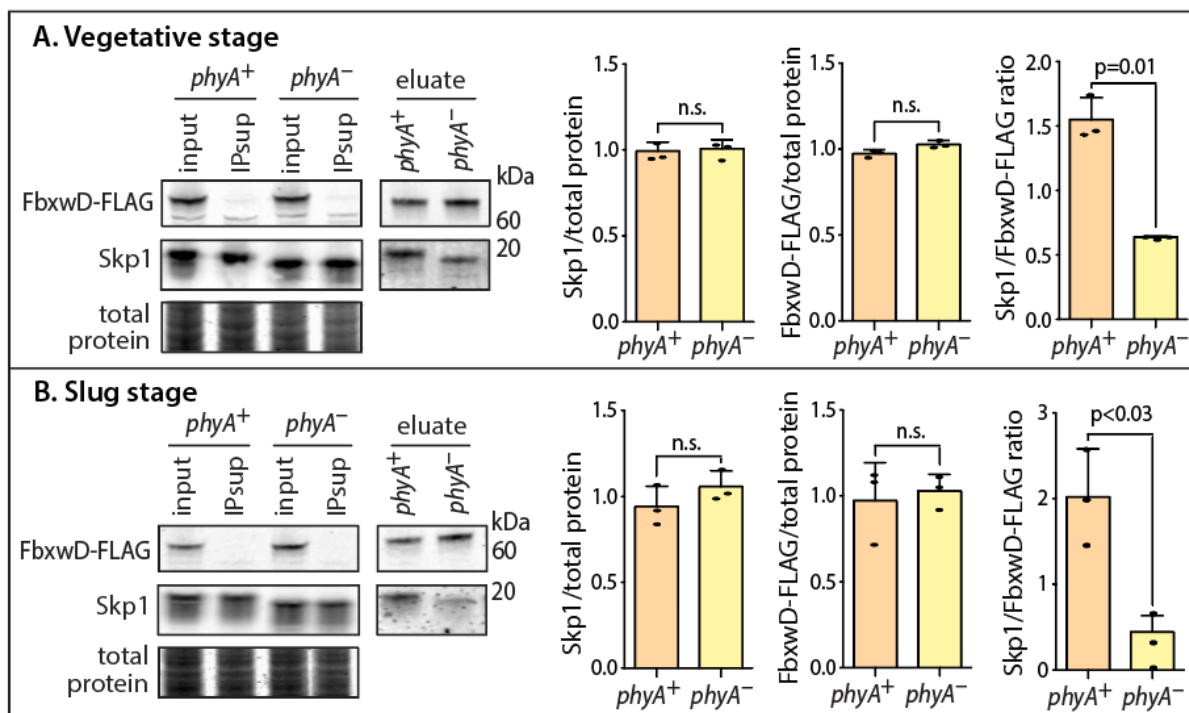 A. Vegetative stage
phyA⁺ phyA⁻ eluate
input IPsup input IPsup phyA⁺ phyA⁻
kDa
FbxwD-FLAG
60
Skp1
20
total
protein
Skp1/total protein
1.5
1.0
0.5
0.0
n.s.
phyA⁺ phyA⁻
FbxwD-FLAG/total protein
1.5
1.0
0.5
0.0
n.s.
phyA⁺ phyA⁻
Skp1/FbxwD-FLAG ratio
2.0
1.5
1.0
0.5
0.0
p=0.01
phyA⁺ phyA⁻
B. Slug stage
phyA⁺ phyA⁻ eluate
input IPsup input IPsup phyA⁺ phyA⁻
kDa
FbxwD-FLAG
60
Skp1
20
total
protein
Skp1/total protein
1.5
1.0
0.5
0.0
n.s.
phyA⁺ phyA⁻
FbxwD-FLAG/total protein
1.5
1.0
0.5
0.0
n.s.
phyA⁺ phyA⁻
Skp1/FbxwD-FLAG ratio
3
2
1
0
p<0.03
phyA⁺ phyA⁻